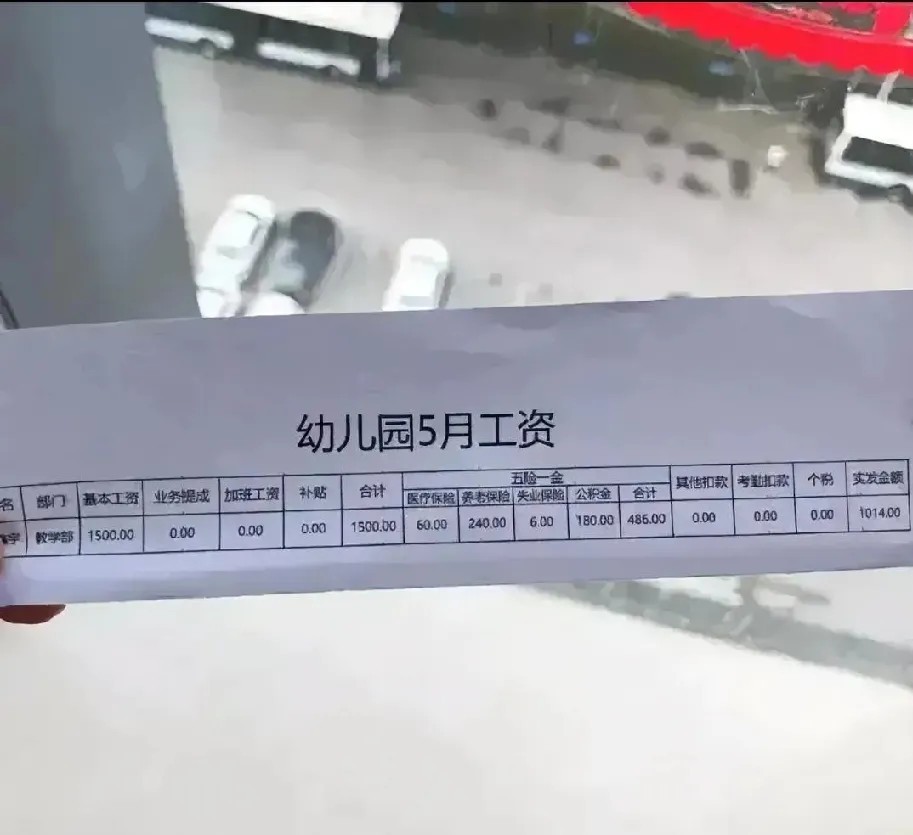 幼儿园5月工资
名 部门 基本工资 业务提成 加班工资 补贴 合计 五险一金 其他扣款 考勤扣款 个税 实发金额
医疗保险 养老保险 失业保险 公积金 合计
宇 教学部 1500.00 0.00 0.00 0.00 1500.00 60.00 240.00 6.00 180.00 486.00 0.00 0.00 0.00 1014.00